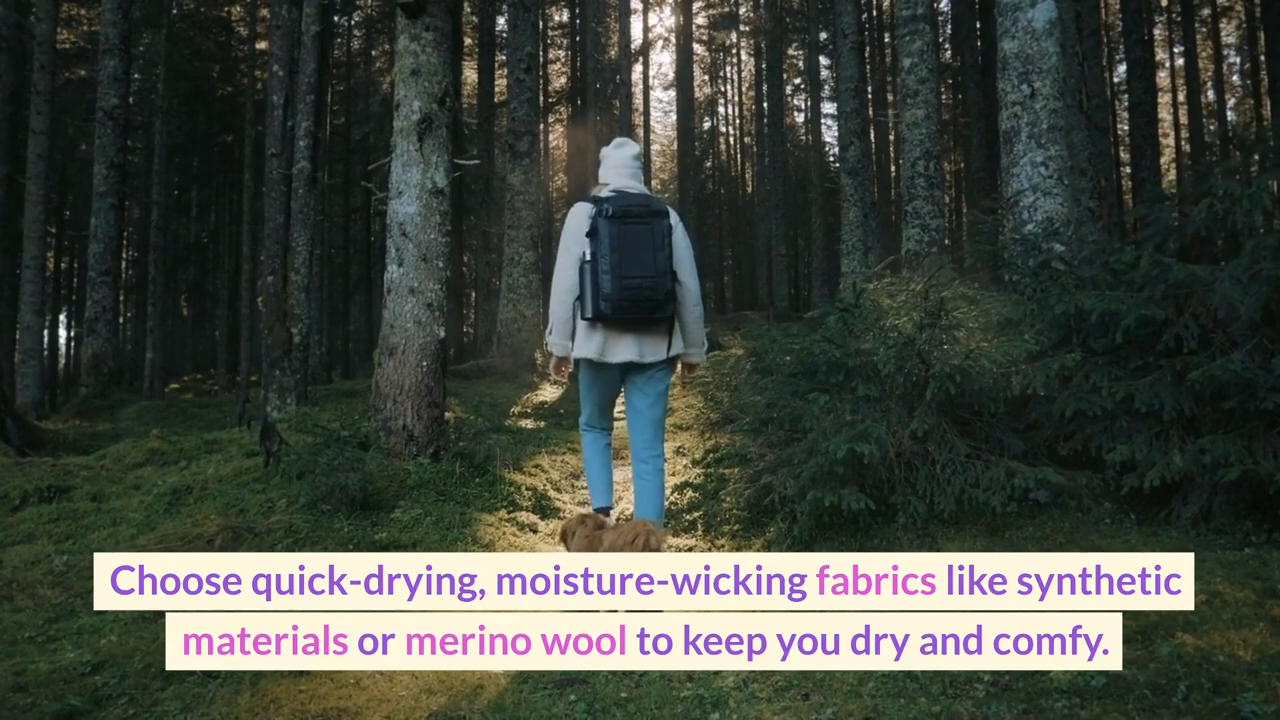 Choose quick-drying, moisture-wicking fabrics like synthetic
materials or merino wool to keep you dry and comfy.